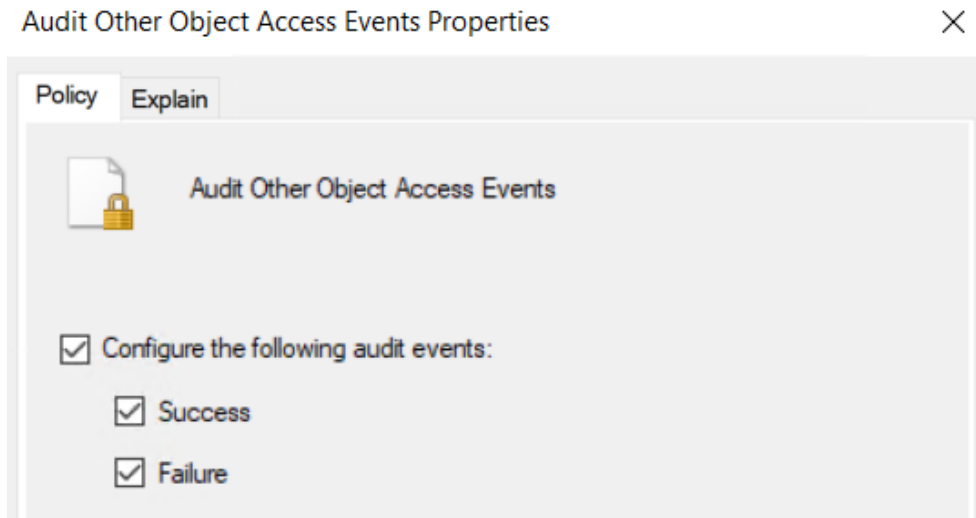 Audit Other Object Access Events Properties
Policy Explain
Audit Other Object Access Events
Configure the following audit events:
Success
Failure